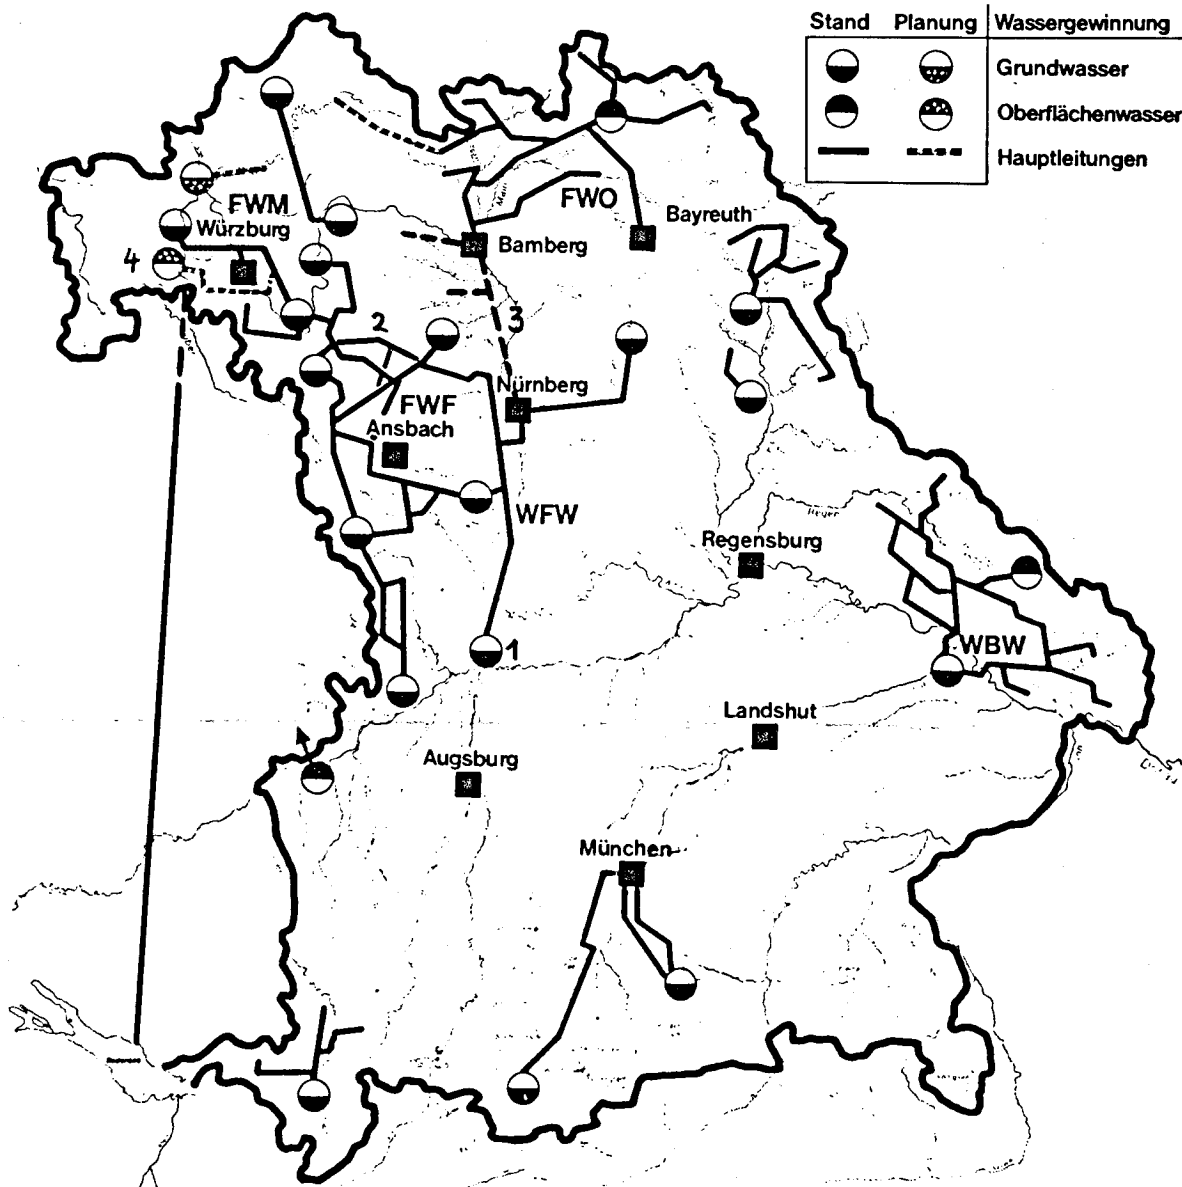 Stand Planung Wassergewinnung
Grundwasser
Oberflächenwasser
Hauptleitungen
FWM
Würzburg
4
FWO
Bayreuth
Bamberg
2
3
Nürnberg
FWF
Ansbach
WFW
Regensburg
1
WBW
Landshut
Augsburg
München